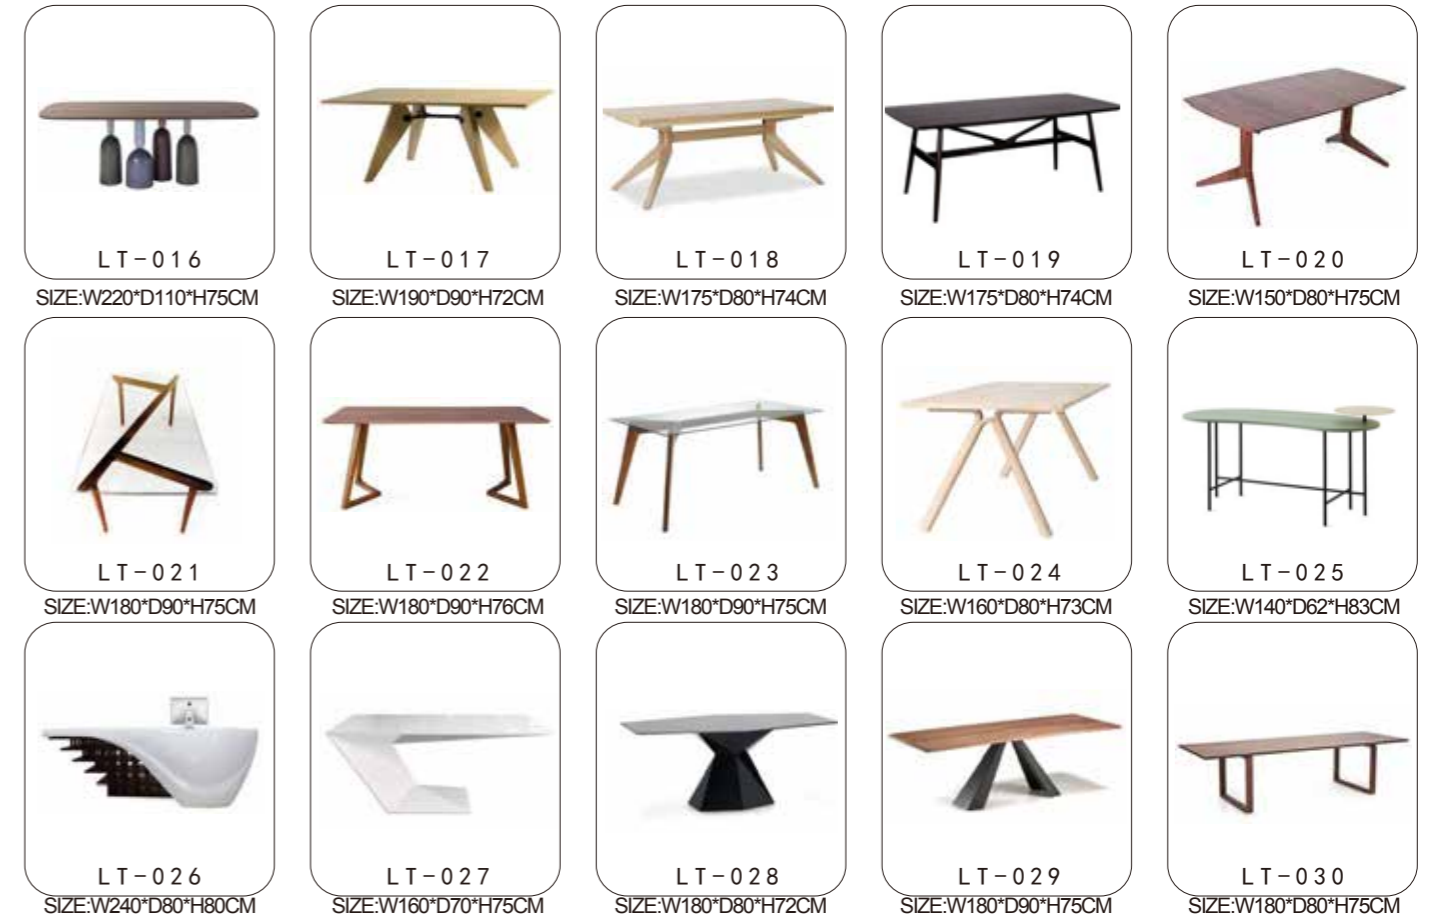 LT-016 LT-017 LT-018 LT-019 LT-020
SIZE:W220*D110*H75CM SIZE:W190*D90*H72CM SIZE:W175*D80*H74CM SIZE:W175*D80*H74CM SIZE:W150*D80*H75CM
LT-021 LT-022 LT-023 LT-024 LT-025
SIZE:W180*D90*H75CM SIZE:W180*D90*H76CM SIZE:W180*D90*H75CM SIZE:W160*D80*H73CM SIZE:W140*D62*H83CM
LT-026 LT-027 LT-028 LT-029 LT-030
SIZE:W240*D80*H80CM SIZE:W160*D70*H75CM SIZE:W180*D80*H72CM SIZE:W180*D90*H75CM SIZE:W180*D80*H75CM